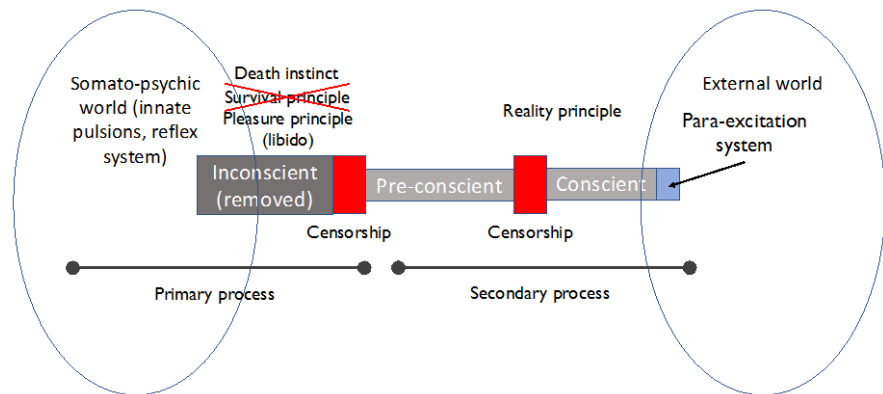 Somato-psychic
world (innate
pulsions, reflex
system)
Death instinct
Survival principle
Pleasure principle
(libido)
Reality principle
External world
Para-excitation
system
Inconscient
(removed)
Pre-conscient
Conscient
Censorship
Censorship
Primary process
Secondary process